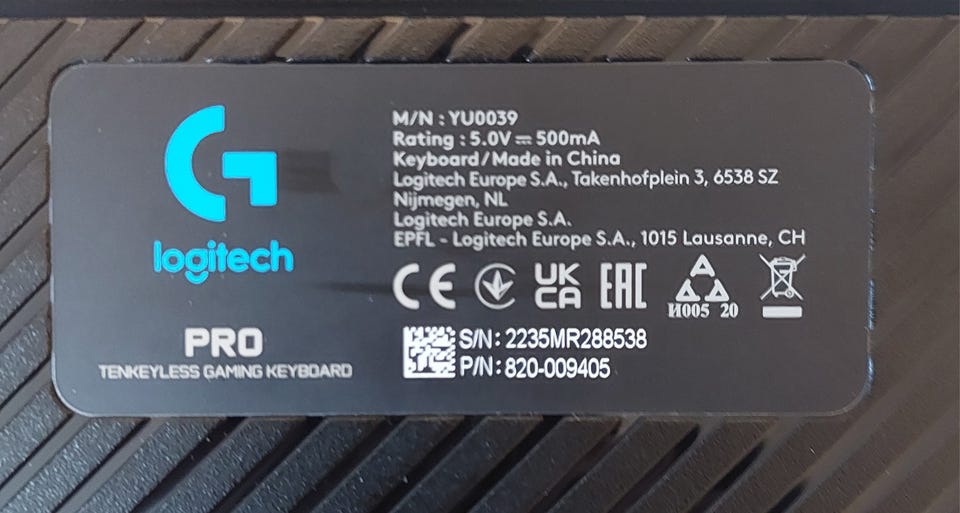 logitech
PRO
TENKEYLESS GAMING KEYBOARD
M/N : YU0039
Rating : 5.0V ⎓ 500mA
Keyboard/Made in China
Logitech Europe S.A., Takenhofplein 3, 6538 SZ
Nijmegen, NL
Logitech Europe S.A.
EPFL - Logitech Europe S.A., 1015 Lausanne, CH
CE UK CA EAC
И005 20
S/N: 2235MR288538
P/N: 820-009405